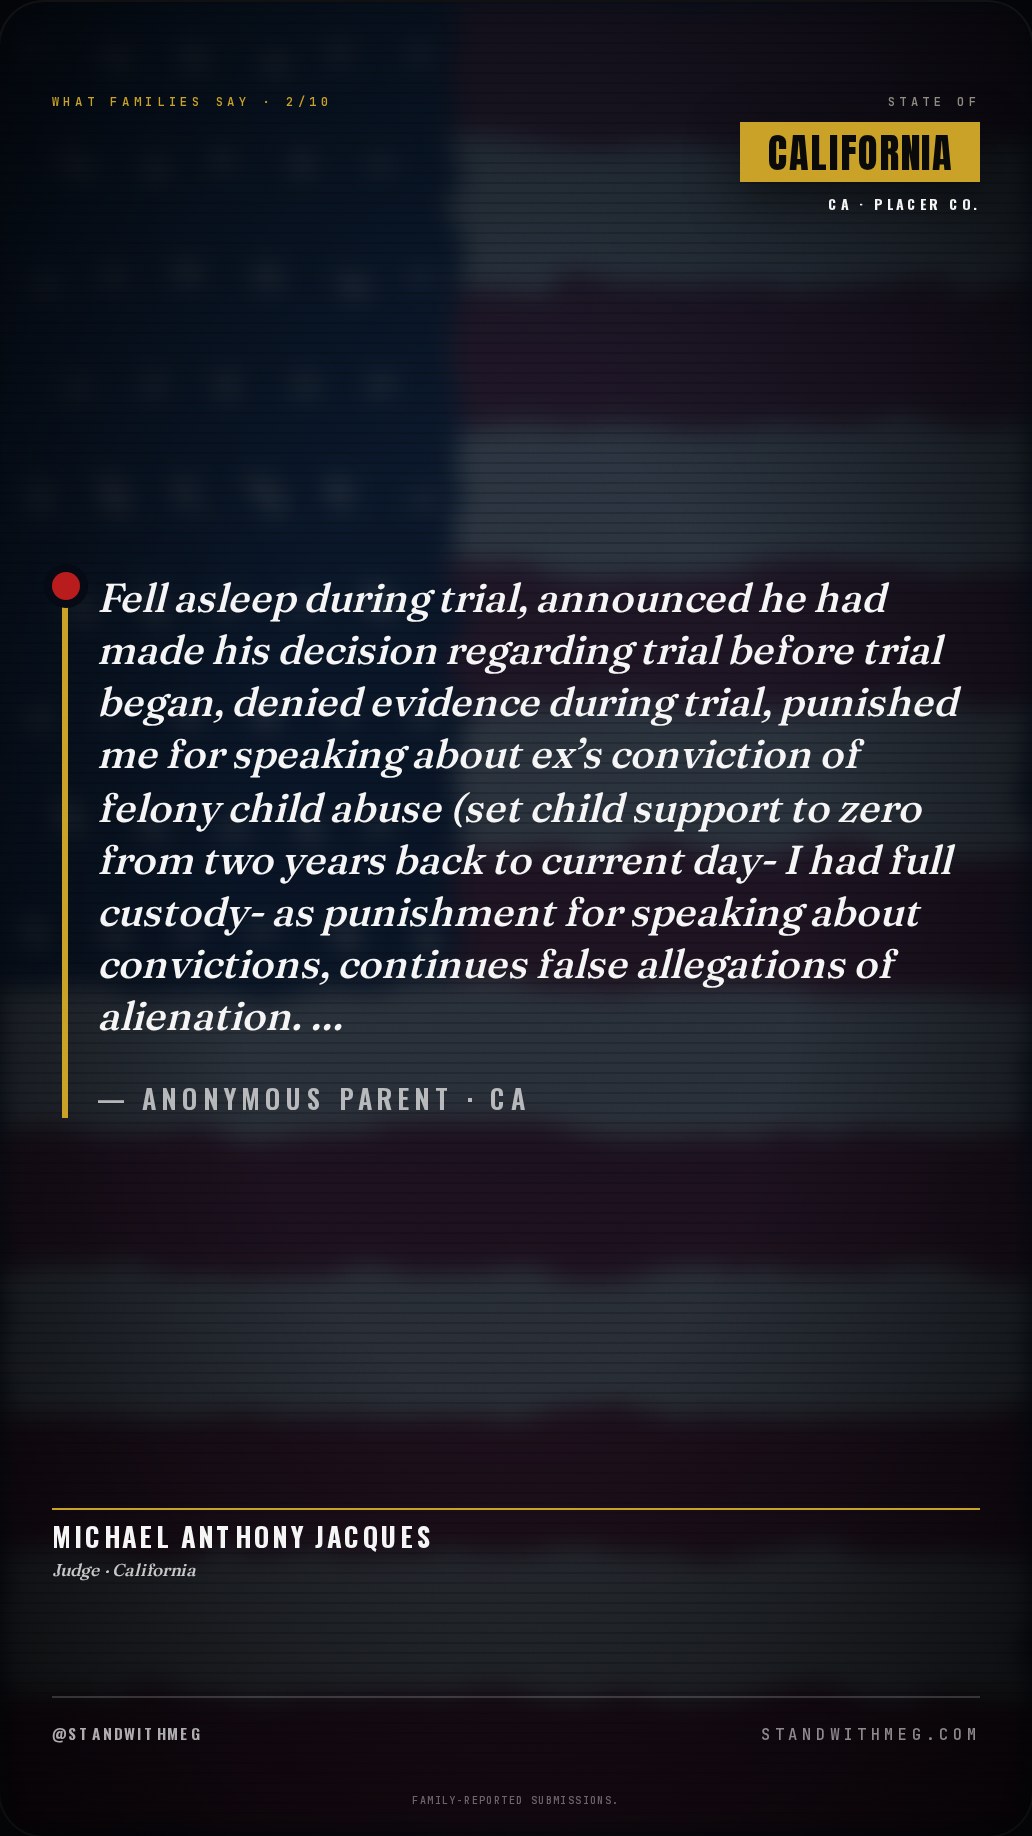 WHAT FAMILIES SAY · 2/10
STATE OF
CALIFORNIA
CA · PLACER CO.
Fell asleep during trial, announced he had
made his decision regarding trial before trial
began, denied evidence during trial, punished
me for speaking about ex’s conviction of
felony child abuse (set child support to zero
from two years back to current day- I had full
custody- as punishment for speaking about
convictions, continues false allegations of
alienation. ...
— ANONYMOUS PARENT · CA
MICHAEL ANTHONY JACQUES
Judge · California
@STANDWITHMEG
STANDWITHMEG.COM
FAMILY-REPORTED SUBMISSIONS.